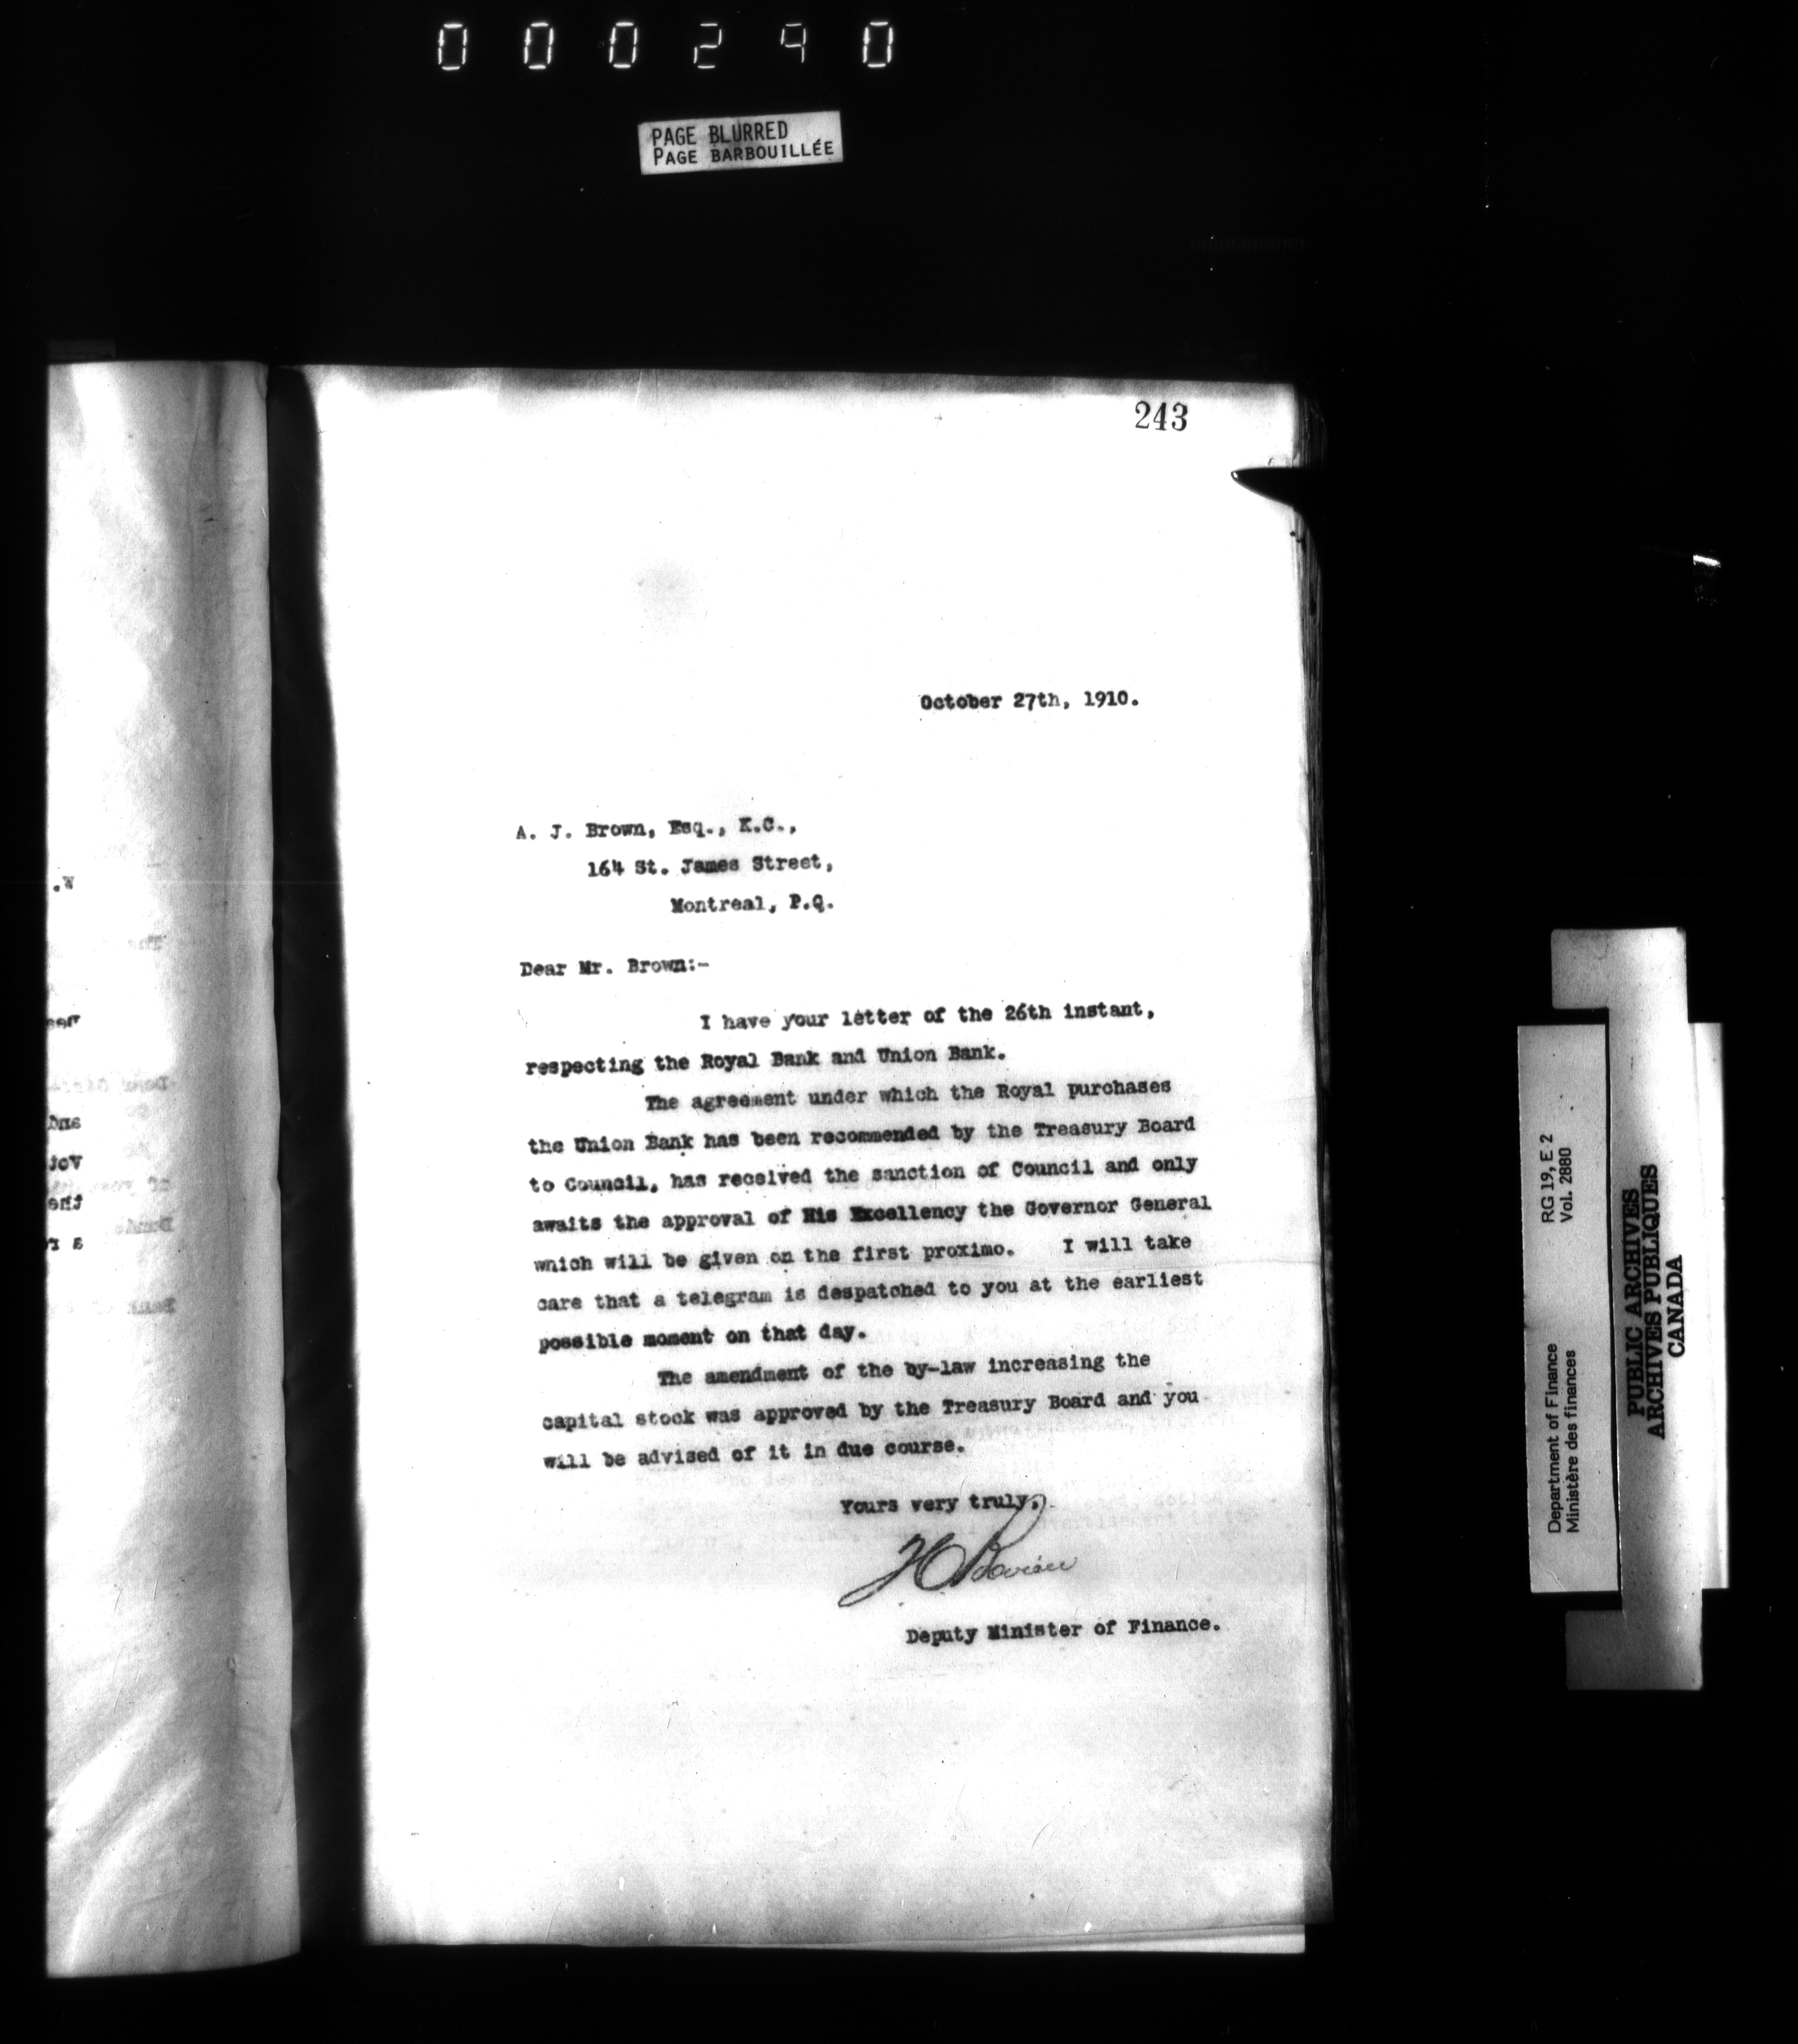 000290
PAGE BLURRED
PAGE BARBOUILLÉE
243
October 27th, 1910.
A. J. Brown, Esq., K.C.,
164 St. James Street,
Montreal, P.Q.
Dear Mr. Brown:-
I have your letter of the 26th instant,
respecting the Royal Bank and Union Bank.
The agreement under which the Royal purchases
the Union Bank has been recommended by the Treasury Board
to Council, has received the sanction of Council and only
awaits the approval of His Excellency the Governor General
which will be given on the first proximo. I will take
care that a telegram is despatched to you at the earliest
possible moment on that day.
The amendment of the by-law increasing the
capital stock was approved by the Treasury Board and you
will be advised of it in due course.
Yours very truly,
Deputy Minister of Finance.
Department of Finance RG 19, E 2
Ministère des finances Vol. 2880
PUBLIC ARCHIVES
ARCHIVES PUBLIQUES
CANADA